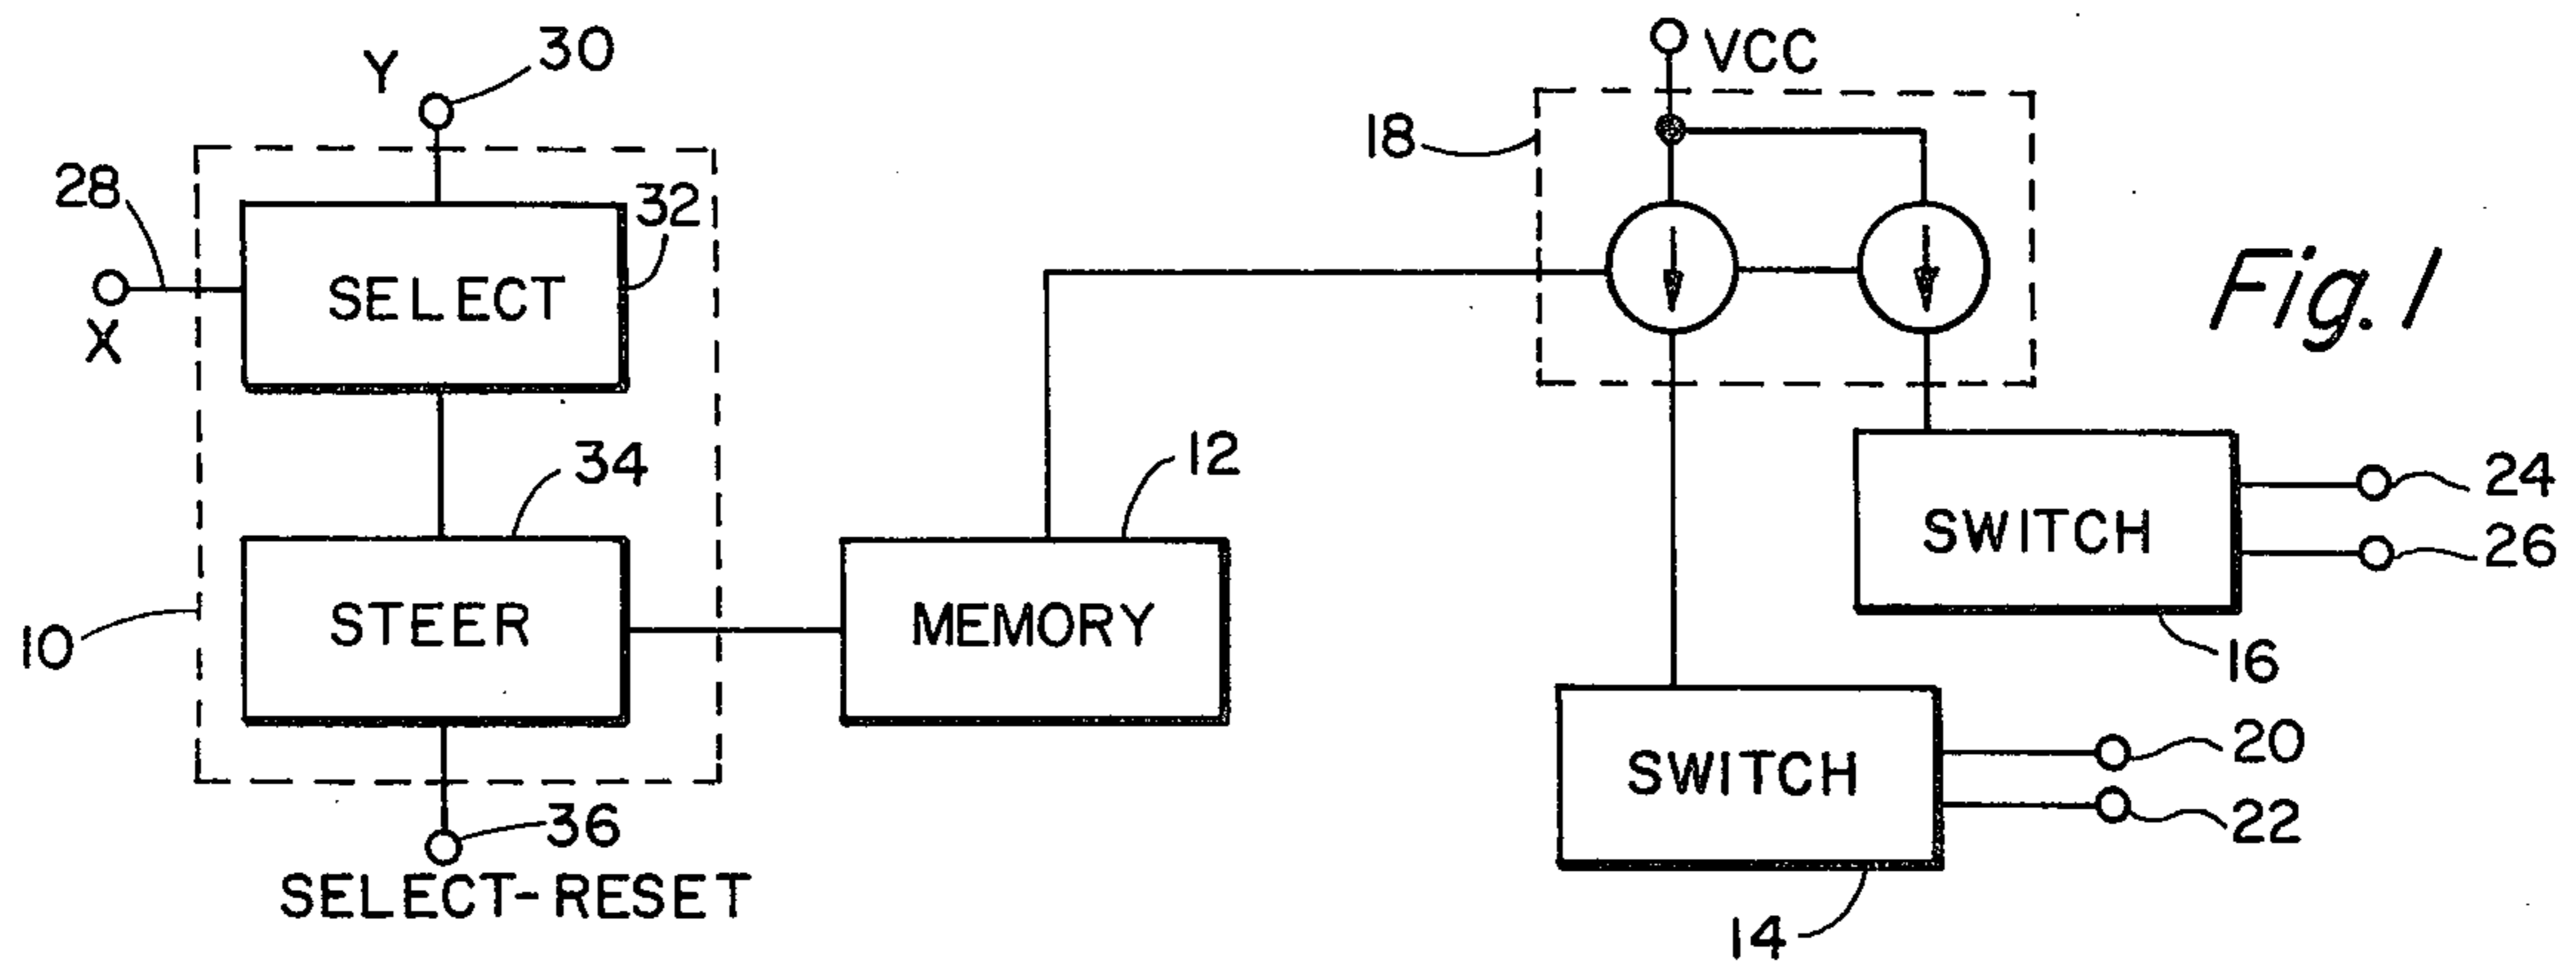 Y
30
VCC
18
28
32
SELECT
X
Fig. 1
34
12
24
SWITCH
26
STEER
MEMORY
10
16
20
SWITCH
22
36
SELECT-RESET
14